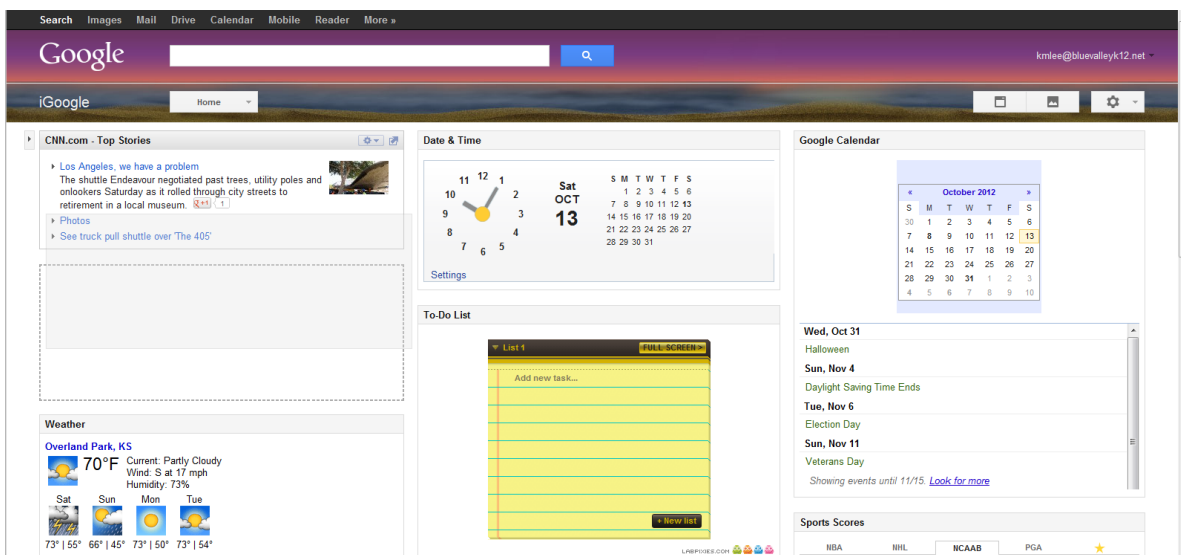 Search Images Mail Drive Calendar Mobile Reader More »
Google
kmlee@bluevalleyk12.net
iGoogle
Home
CNN.com - Top Stories
Los Angeles, we have a problem
The shuttle Endeavour negotiated past trees, utility poles and
onlookers Saturday as it rolled through city streets to
retirement in a local museum. +1 1
Photos
See truck pull shuttle over 'The 405'
Weather
Overland Park, KS
70°F
Current: Partly Cloudy
Wind: S at 17 mph
Humidity: 73%
Sat Sun Mon Tue
73° | 55° 66° | 45° 73° | 50° 73° | 54°
Date & Time
12
11 1
10 2
9 3
8 4
7 5
6
Sat
OCT
13
S M T W T F S
1 2 3 4 5 6
7 8 9 10 11 12 13
14 15 16 17 18 19 20
21 22 23 24 25 26 27
28 29 30 31
Settings
To-Do List
List 1
FULL SCREEN >
Add new task...
+ New list
LABPIXIES.COM
Google Calendar
« October 2012 »
S M T W T F S
30 1 2 3 4 5 6
7 8 9 10 11 12 13
14 15 16 17 18 19 20
21 22 23 24 25 26 27
28 29 30 31 1 2 3
4 5 6 7 8 9 10
Wed, Oct 31
Halloween
Sun, Nov 4
Daylight Saving Time Ends
Tue, Nov 6
Election Day
Sun, Nov 11
Veterans Day
Showing events until 11/15. Look for more
Sports Scores
NBA NHL NCAAB PGA